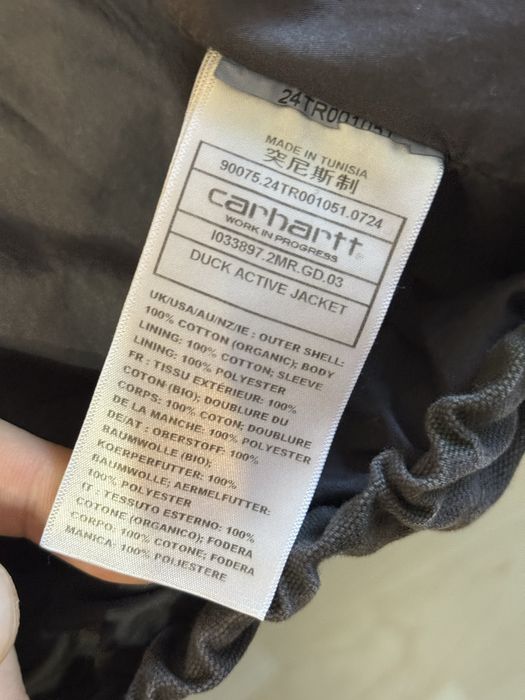 24TR001051
MADE IN TUNISIA
突尼斯制
90075.24TR001051.0724
carhartt
WORK IN PROGRESS
I033897.2MR.GD.03
DUCK ACTIVE JACKET
UK/USA/AU/NZ/IE : OUTER SHELL:
100% COTTON (ORGANIC); BODY
LINING: 100% COTTON; SLEEVE
LINING: 100% POLYESTER
FR : TISSU EXTÉRIEUR: 100%
COTON (BIO); DOUBLURE DU
CORPS: 100% COTON; DOUBLURE
DE LA MANCHE: 100% POLYESTER
DE/AT : OBERSTOFF: 100%
BAUMWOLLE (BIO);
KOERPERFUTTER: 100%
BAUMWOLLE; AERMELFUTTER:
100% POLYESTER
IT : TESSUTO ESTERNO: 100%
COTONE (ORGANICO); FODERA
CORPO: 100% COTONE; FODERA
MANICA: 100% POLIESTERE